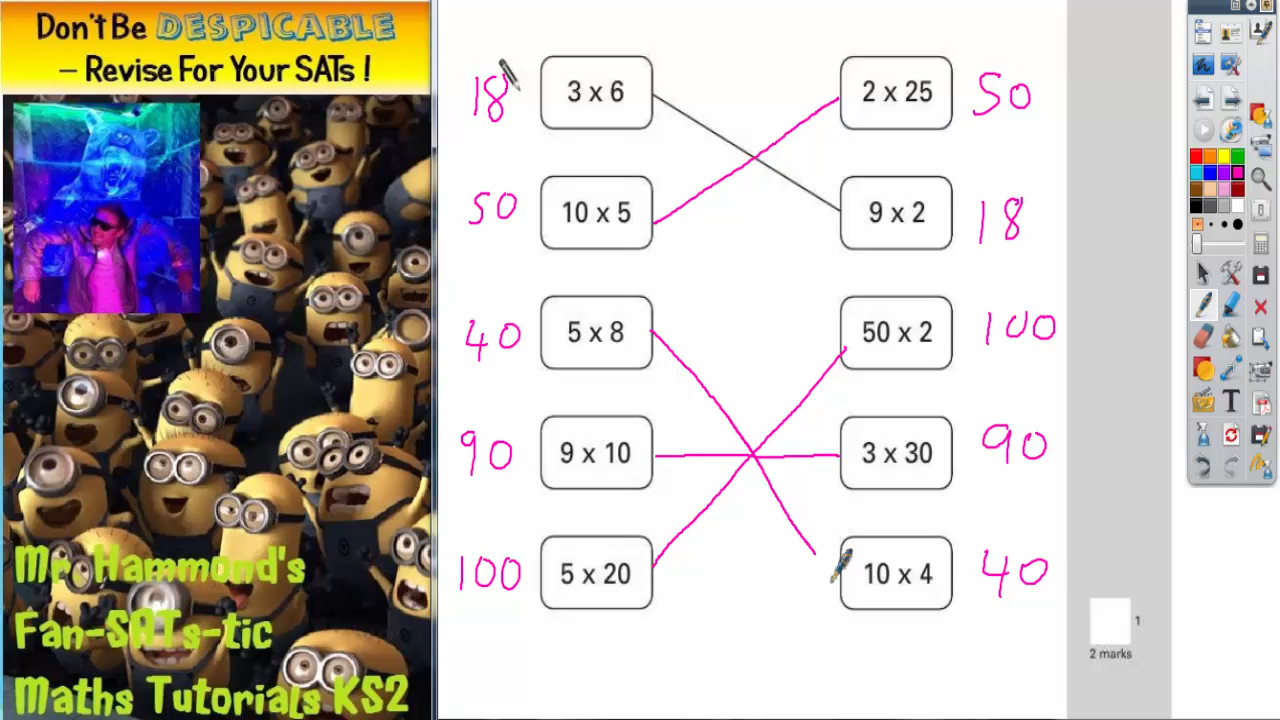 Don't Be DESPICABLE
– Revise For Your SATs !
18 3 x 6 2 x 25 50
50 10 x 5 9 x 2 18
40 5 x 8 50 x 2 100
90 9 x 10 3 x 30 90
100 5 x 20 10 x 4 40
1
2 marks
Mr. Hammond's
Fan-SATs-tic
Maths Tutorials KS2